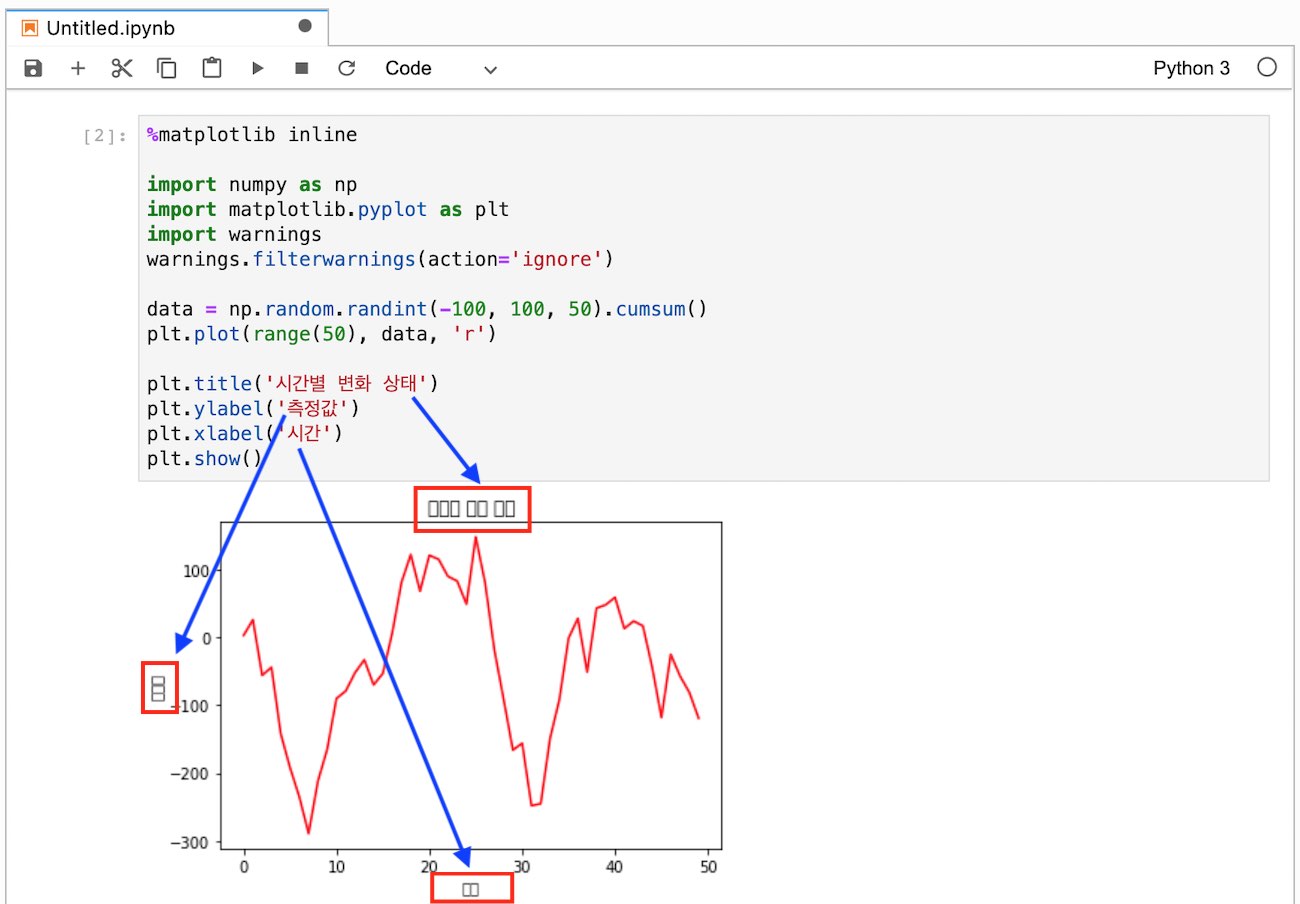 Untitled.ipynb
Code
Python 3
[2]:
%matplotlib inline
import numpy as np
import matplotlib.pyplot as plt
import warnings
warnings.filterwarnings(action='ignore')
data = np.random.randint(-100, 100, 50).cumsum()
plt.plot(range(50), data, 'r')
plt.title('시간별 변화 상태')
plt.ylabel('측정값')
plt.xlabel('시간')
plt.show()
□□□ □□ □□
100
0
□□□
−100
−200
−300
0 10 20 30 40 50
□□